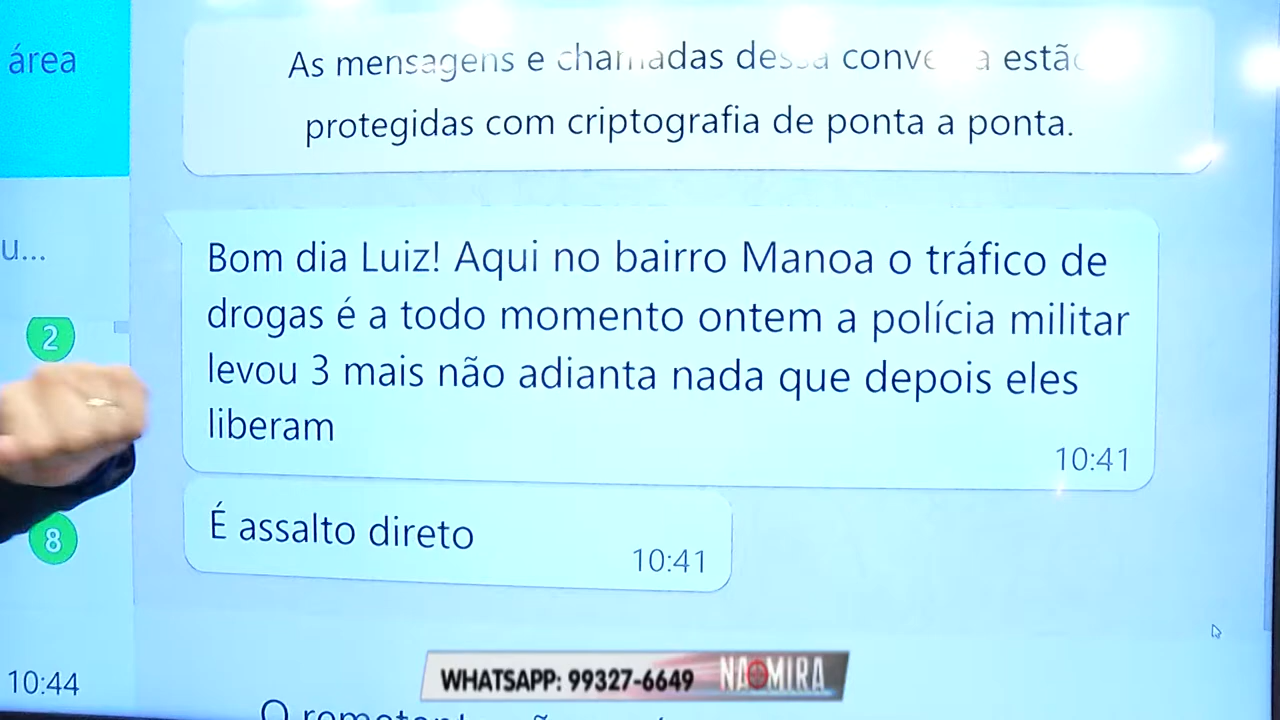 área
As mensagens e chamadas dessa conversa estão
protegidas com criptografia de ponta a ponta.
u...
Bom dia Luiz! Aqui no bairro Manoa o tráfico de
drogas é a todo momento ontem a polícia militar
levou 3 mais não adianta nada que depois eles
liberam
10:41
2
É assalto direto
10:41
8
10:44
WHATSAPP: 99327-6649 NA MIRA
O